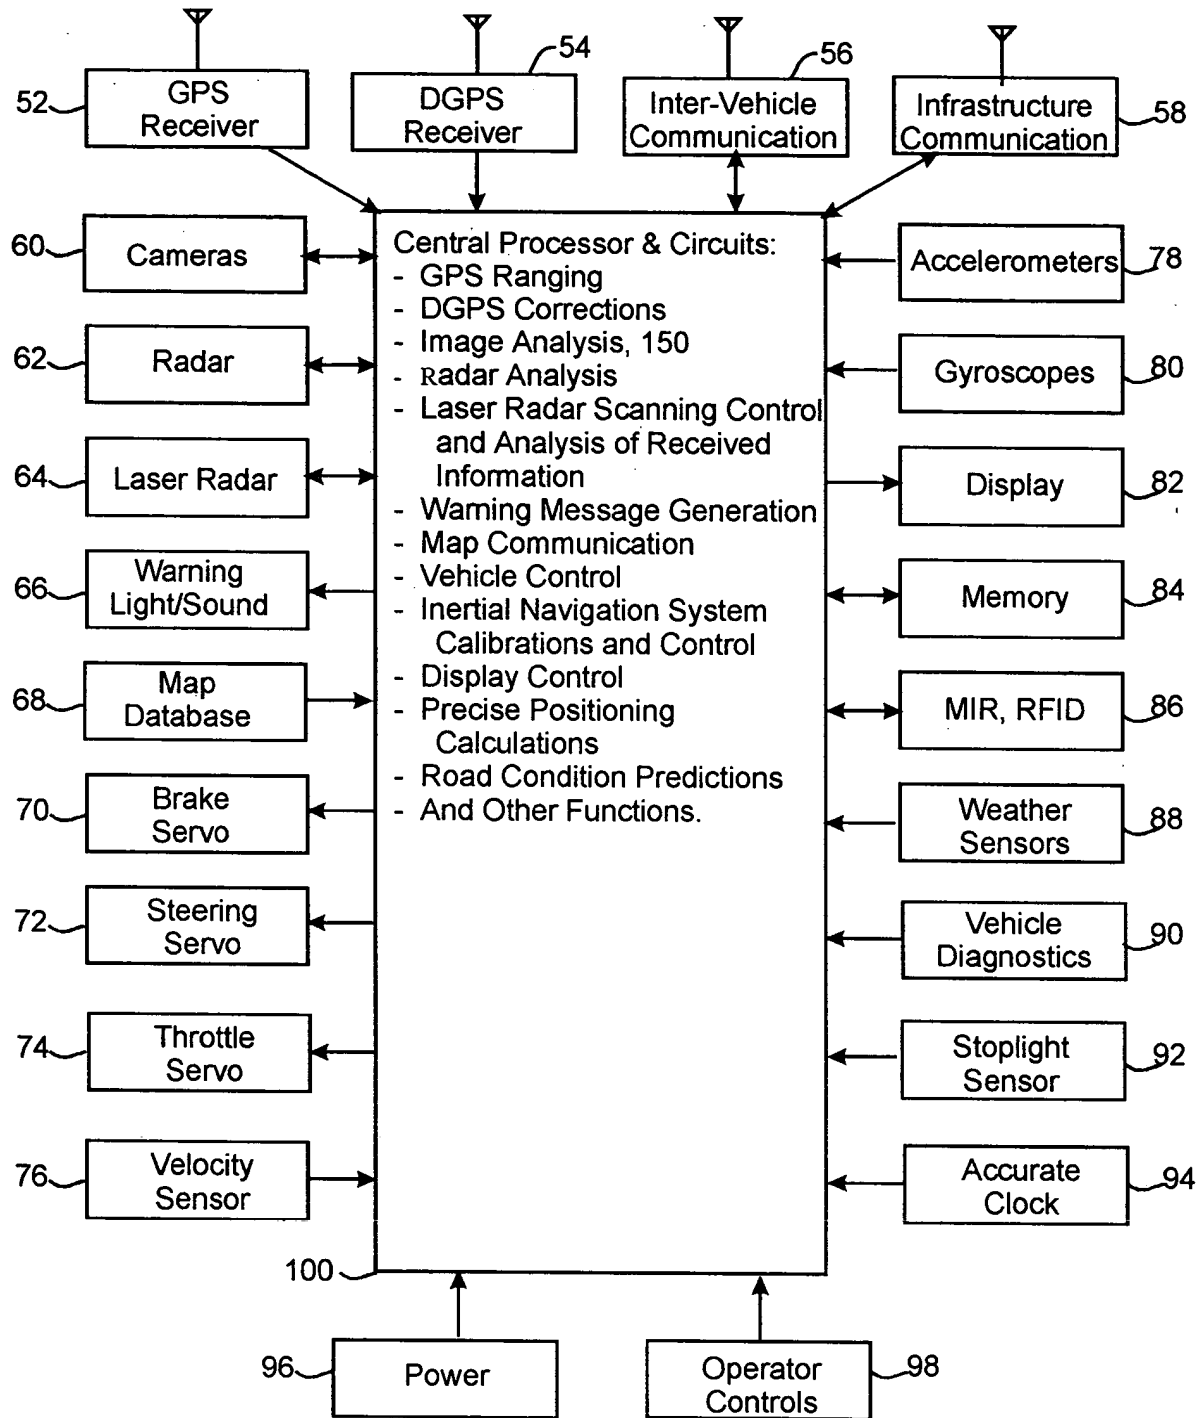 52
GPS
Receiver
54
DGPS
Receiver
56
Inter-Vehicle
Communication
58
Infrastructure
Communication
60
Cameras
62
Radar
64
Laser Radar
66
Warning
Light/Sound
68
Map
Database
70
Brake
Servo
72
Steering
Servo
74
Throttle
Servo
76
Velocity
Sensor
Central Processor & Circuits:
- GPS Ranging
- DGPS Corrections
- Image Analysis, 150
- Radar Analysis
- Laser Radar Scanning Control
and Analysis of Received
Information
- Warning Message Generation
- Map Communication
- Vehicle Control
- Inertial Navigation System
Calibrations and Control
- Display Control
- Precise Positioning
Calculations
- Road Condition Predictions
- And Other Functions.
100
Accelerometers
78
Gyroscopes
80
Display
82
Memory
84
MIR, RFID
86
Weather
Sensors
88
Vehicle
Diagnostics
90
Stoplight
Sensor
92
Accurate
Clock
94
96
Power
Operator
Controls
98